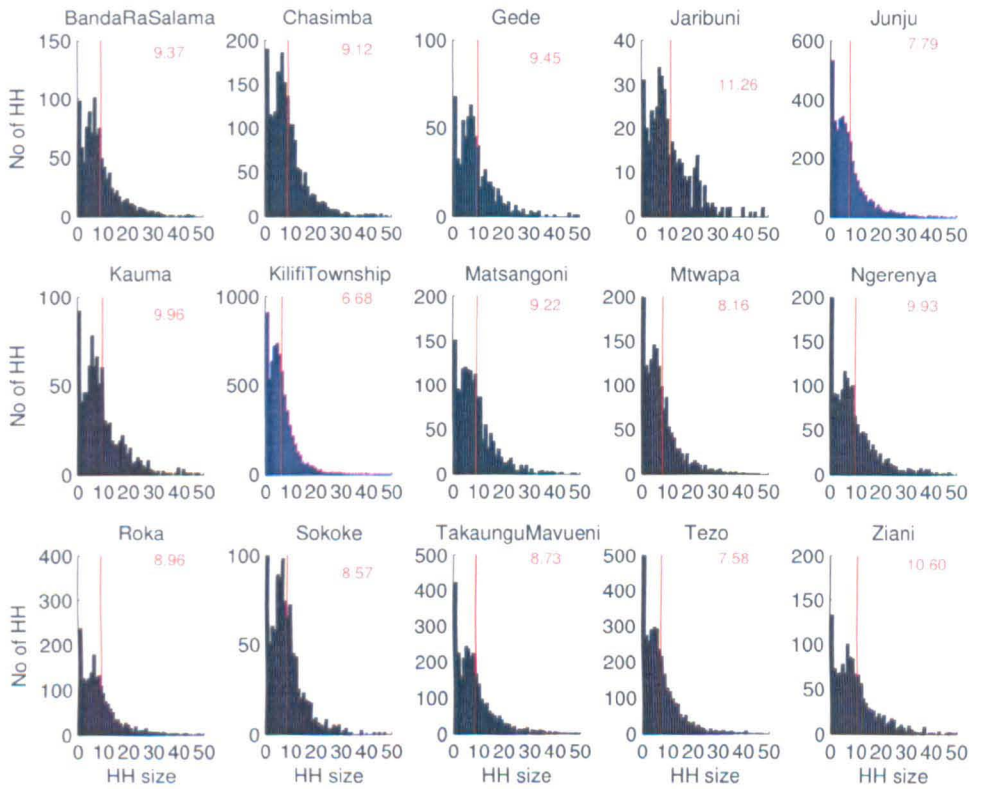 BandaRaSalama Chasimba Gede Jaribuni Junju
150 200 100 40 600
9.37 9.12 9.45 11.26 7.79
No of HH
100 150 30 400
50 100 50 20 200
50 10
0 0 0 0 0
0 10 20 30 40 50 0 10 20 30 40 50 0 10 20 30 40 50 0 10 20 30 40 50 0 10 20 30 40 50
Kauma KilifiTownship Matsangoni Mtwapa Ngerenya
100 1000 200 200 200
9.96 6.68 9.22 8.16 9.93
150 150 150
50 500 100 100 100
50 50 50
0 0 0 0 0
0 10 20 30 40 50 0 10 20 30 40 50 0 10 20 30 40 50 0 10 20 30 40 50 0 10 20 30 40 50
Roka Sokoke TakaunguMavueni Tezo Ziani
400 100 500 500 200
8.96 8.57 8.73 7.58 10.60
No of HH
300 400 400 150
200 50 300 300 100
100 200 200 50
100 100
0 0 0 0 0
0 10 20 30 40 50 0 10 20 30 40 50 0 10 20 30 40 50 0 10 20 30 40 50 0 10 20 30 40 50
HH size HH size HH size HH size HH size